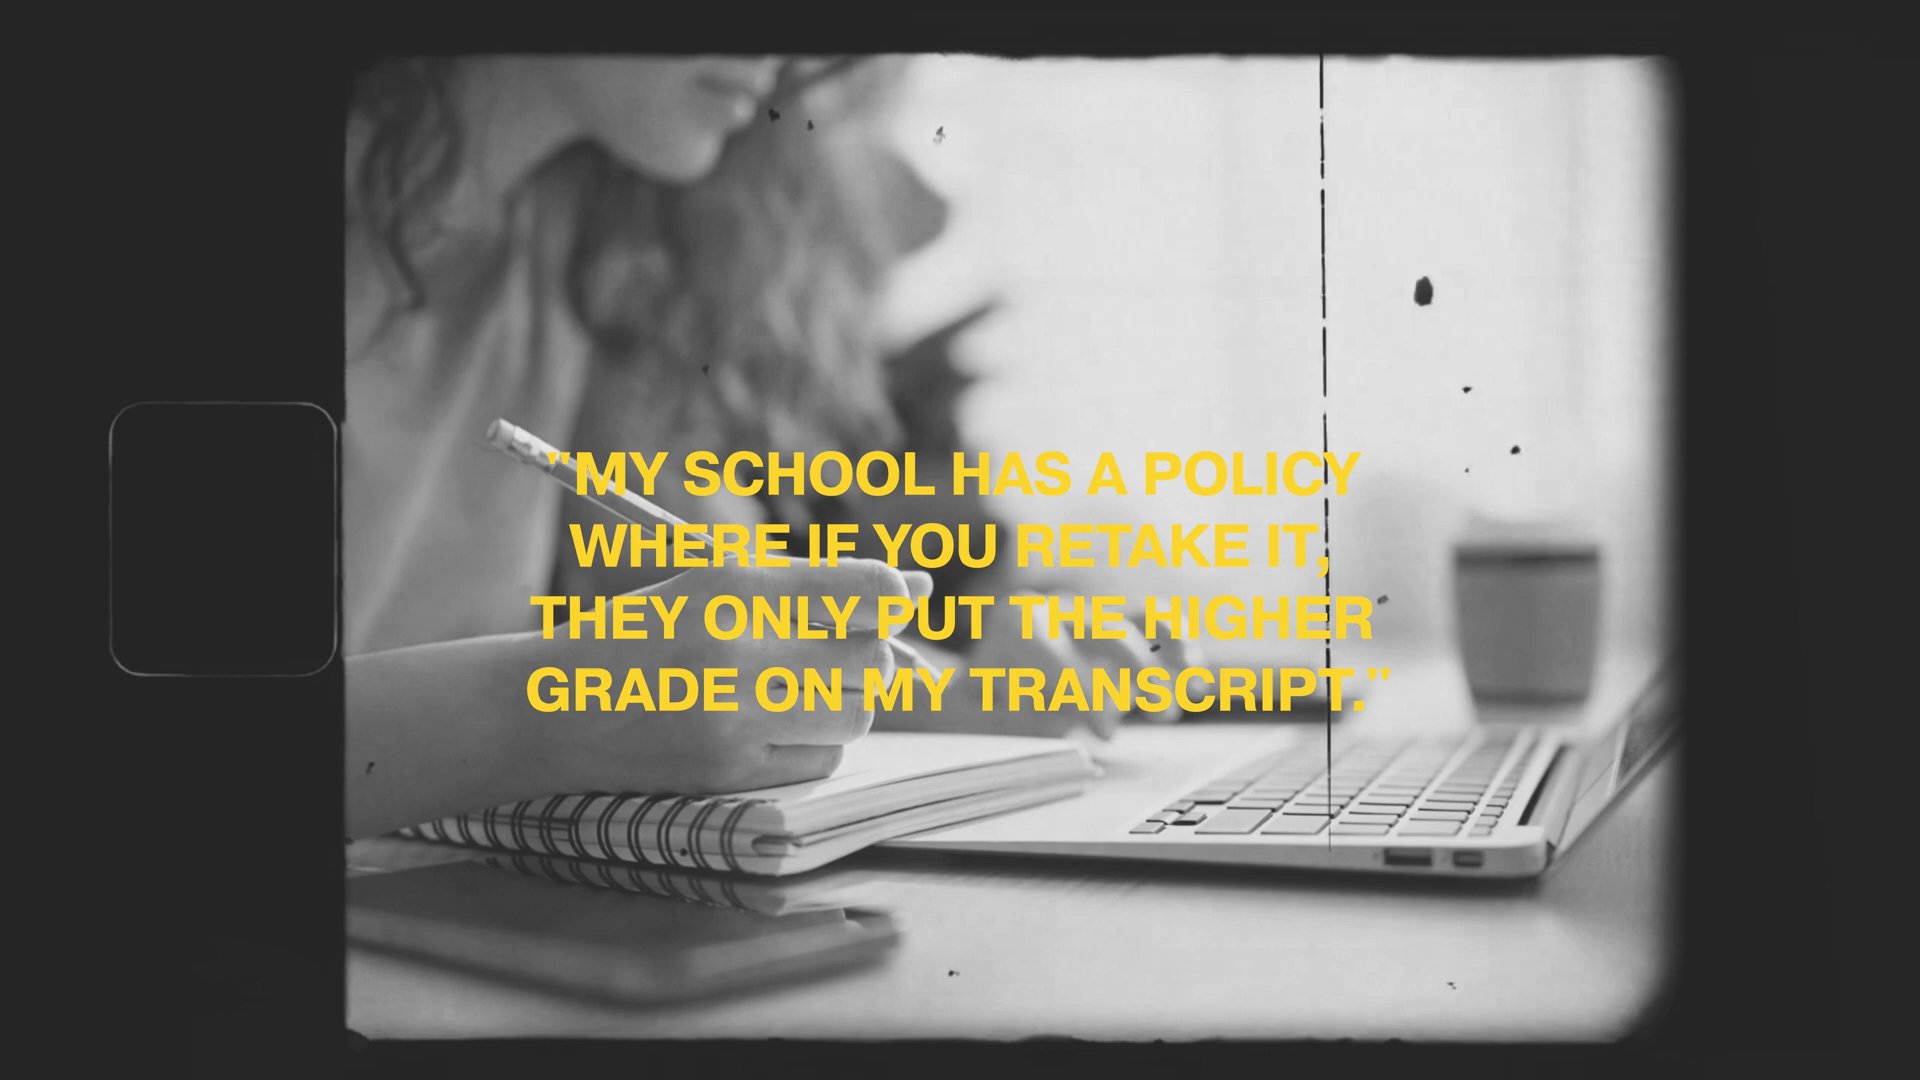 "MY SCHOOL HAS A POLICY
WHERE IF YOU RETAKE IT,
THEY ONLY PUT THE HIGHER
GRADE ON MY TRANSCRIPT."